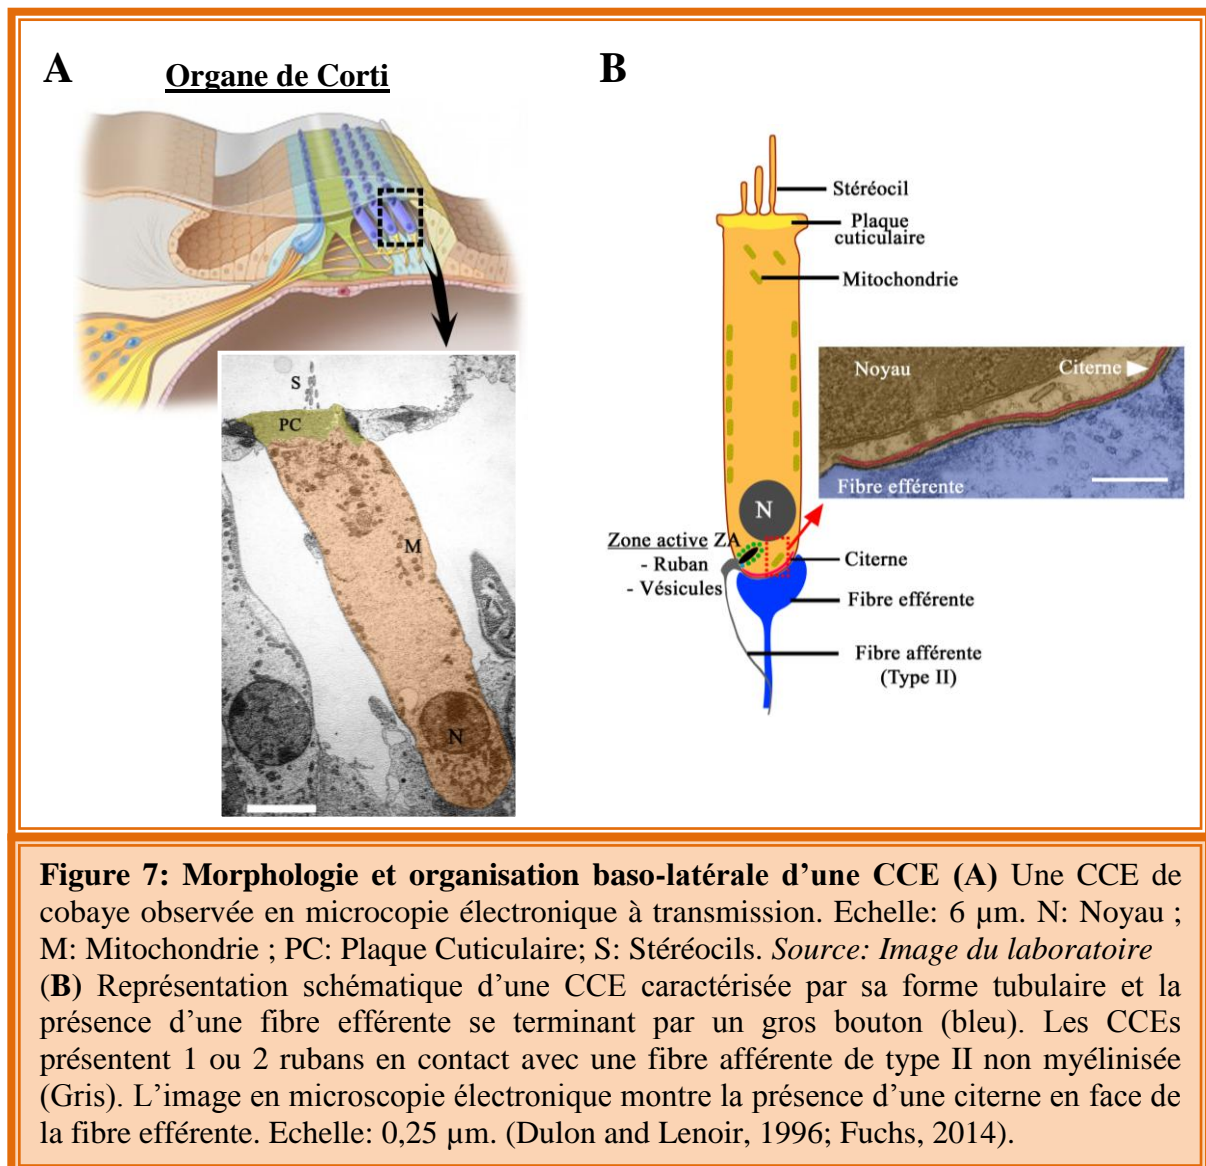 A
Organe de Corti
S
PC
M
N
B
Stéréocil
Plaque
cuticulaire
Mitochondrie
Noyau
Citerne
Fibre efférente
N
Zone active ZA
- Ruban
- Vésicules
Citerne
Fibre efférente
Fibre afférente
(Type II)
Figure 7: Morphologie et organisation baso-latérale d’une CCE (A) Une CCE de
cobaye observée en microcopie électronique à transmission. Echelle: 6 µm. N: Noyau ;
M: Mitochondrie ; PC: Plaque Cuticulaire; S: Stéréocils. Source: Image du laboratoire
(B) Représentation schématique d’une CCE caractérisée par sa forme tubulaire et la
présence d’une fibre efférente se terminant par un gros bouton (bleu). Les CCEs
présentent 1 ou 2 rubans en contact avec une fibre afférente de type II non myélinisée
(Gris). L’image en microscopie électronique montre la présence d’une citerne en face de
la fibre efférente. Echelle: 0,25 µm. (Dulon and Lenoir, 1996; Fuchs, 2014).